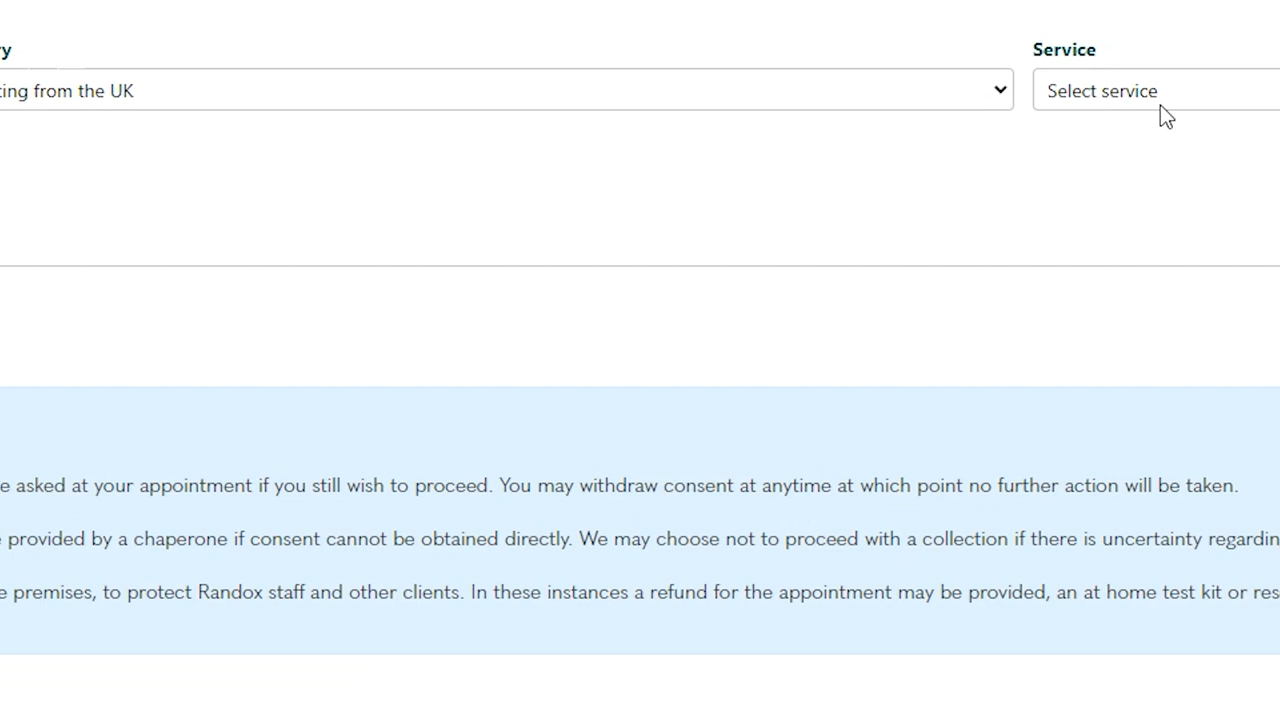 y
Service
ting from the UK
Select service
e asked at your appointment if you still wish to proceed. You may withdraw consent at anytime at which point no further action will be taken.
provided by a chaperone if consent cannot be obtained directly. We may choose not to proceed with a collection if there is uncertainty regardin
e premises, to protect Randox staff and other clients. In these instances a refund for the appointment may be provided, an at home test kit or res